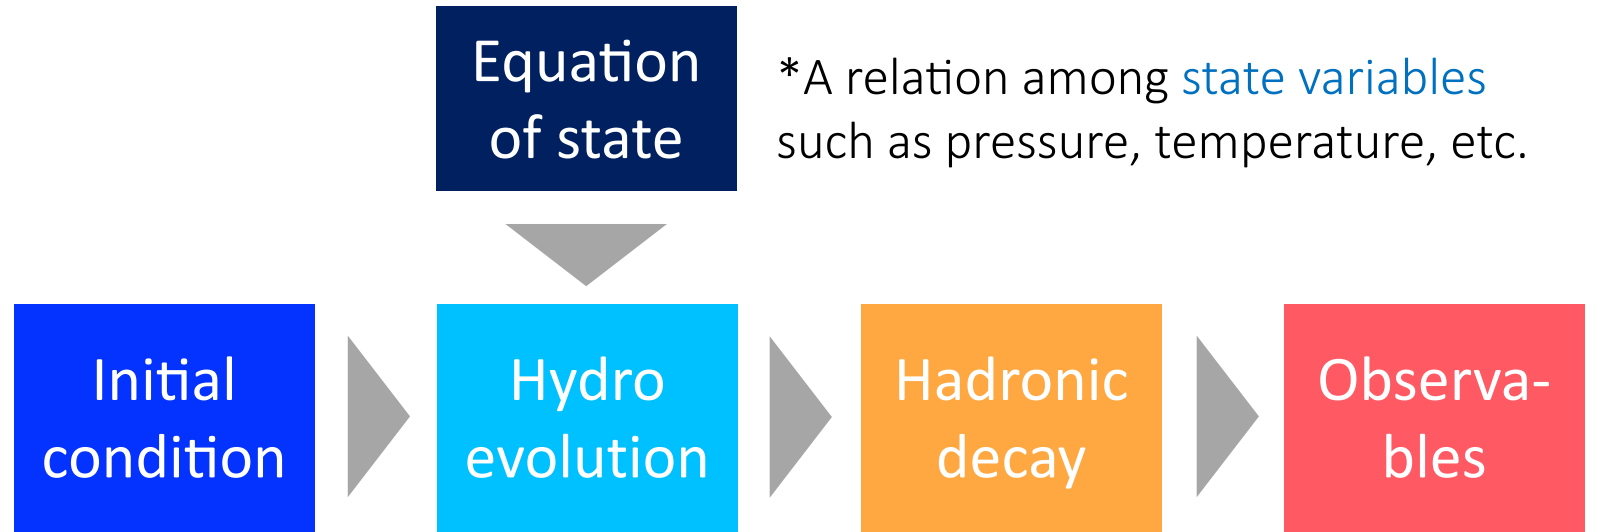 Equation
of state
*A relation among state variables
such as pressure, temperature, etc.
Initial
condition
Hydro
evolution
Hadronic
decay
Observa-
bles